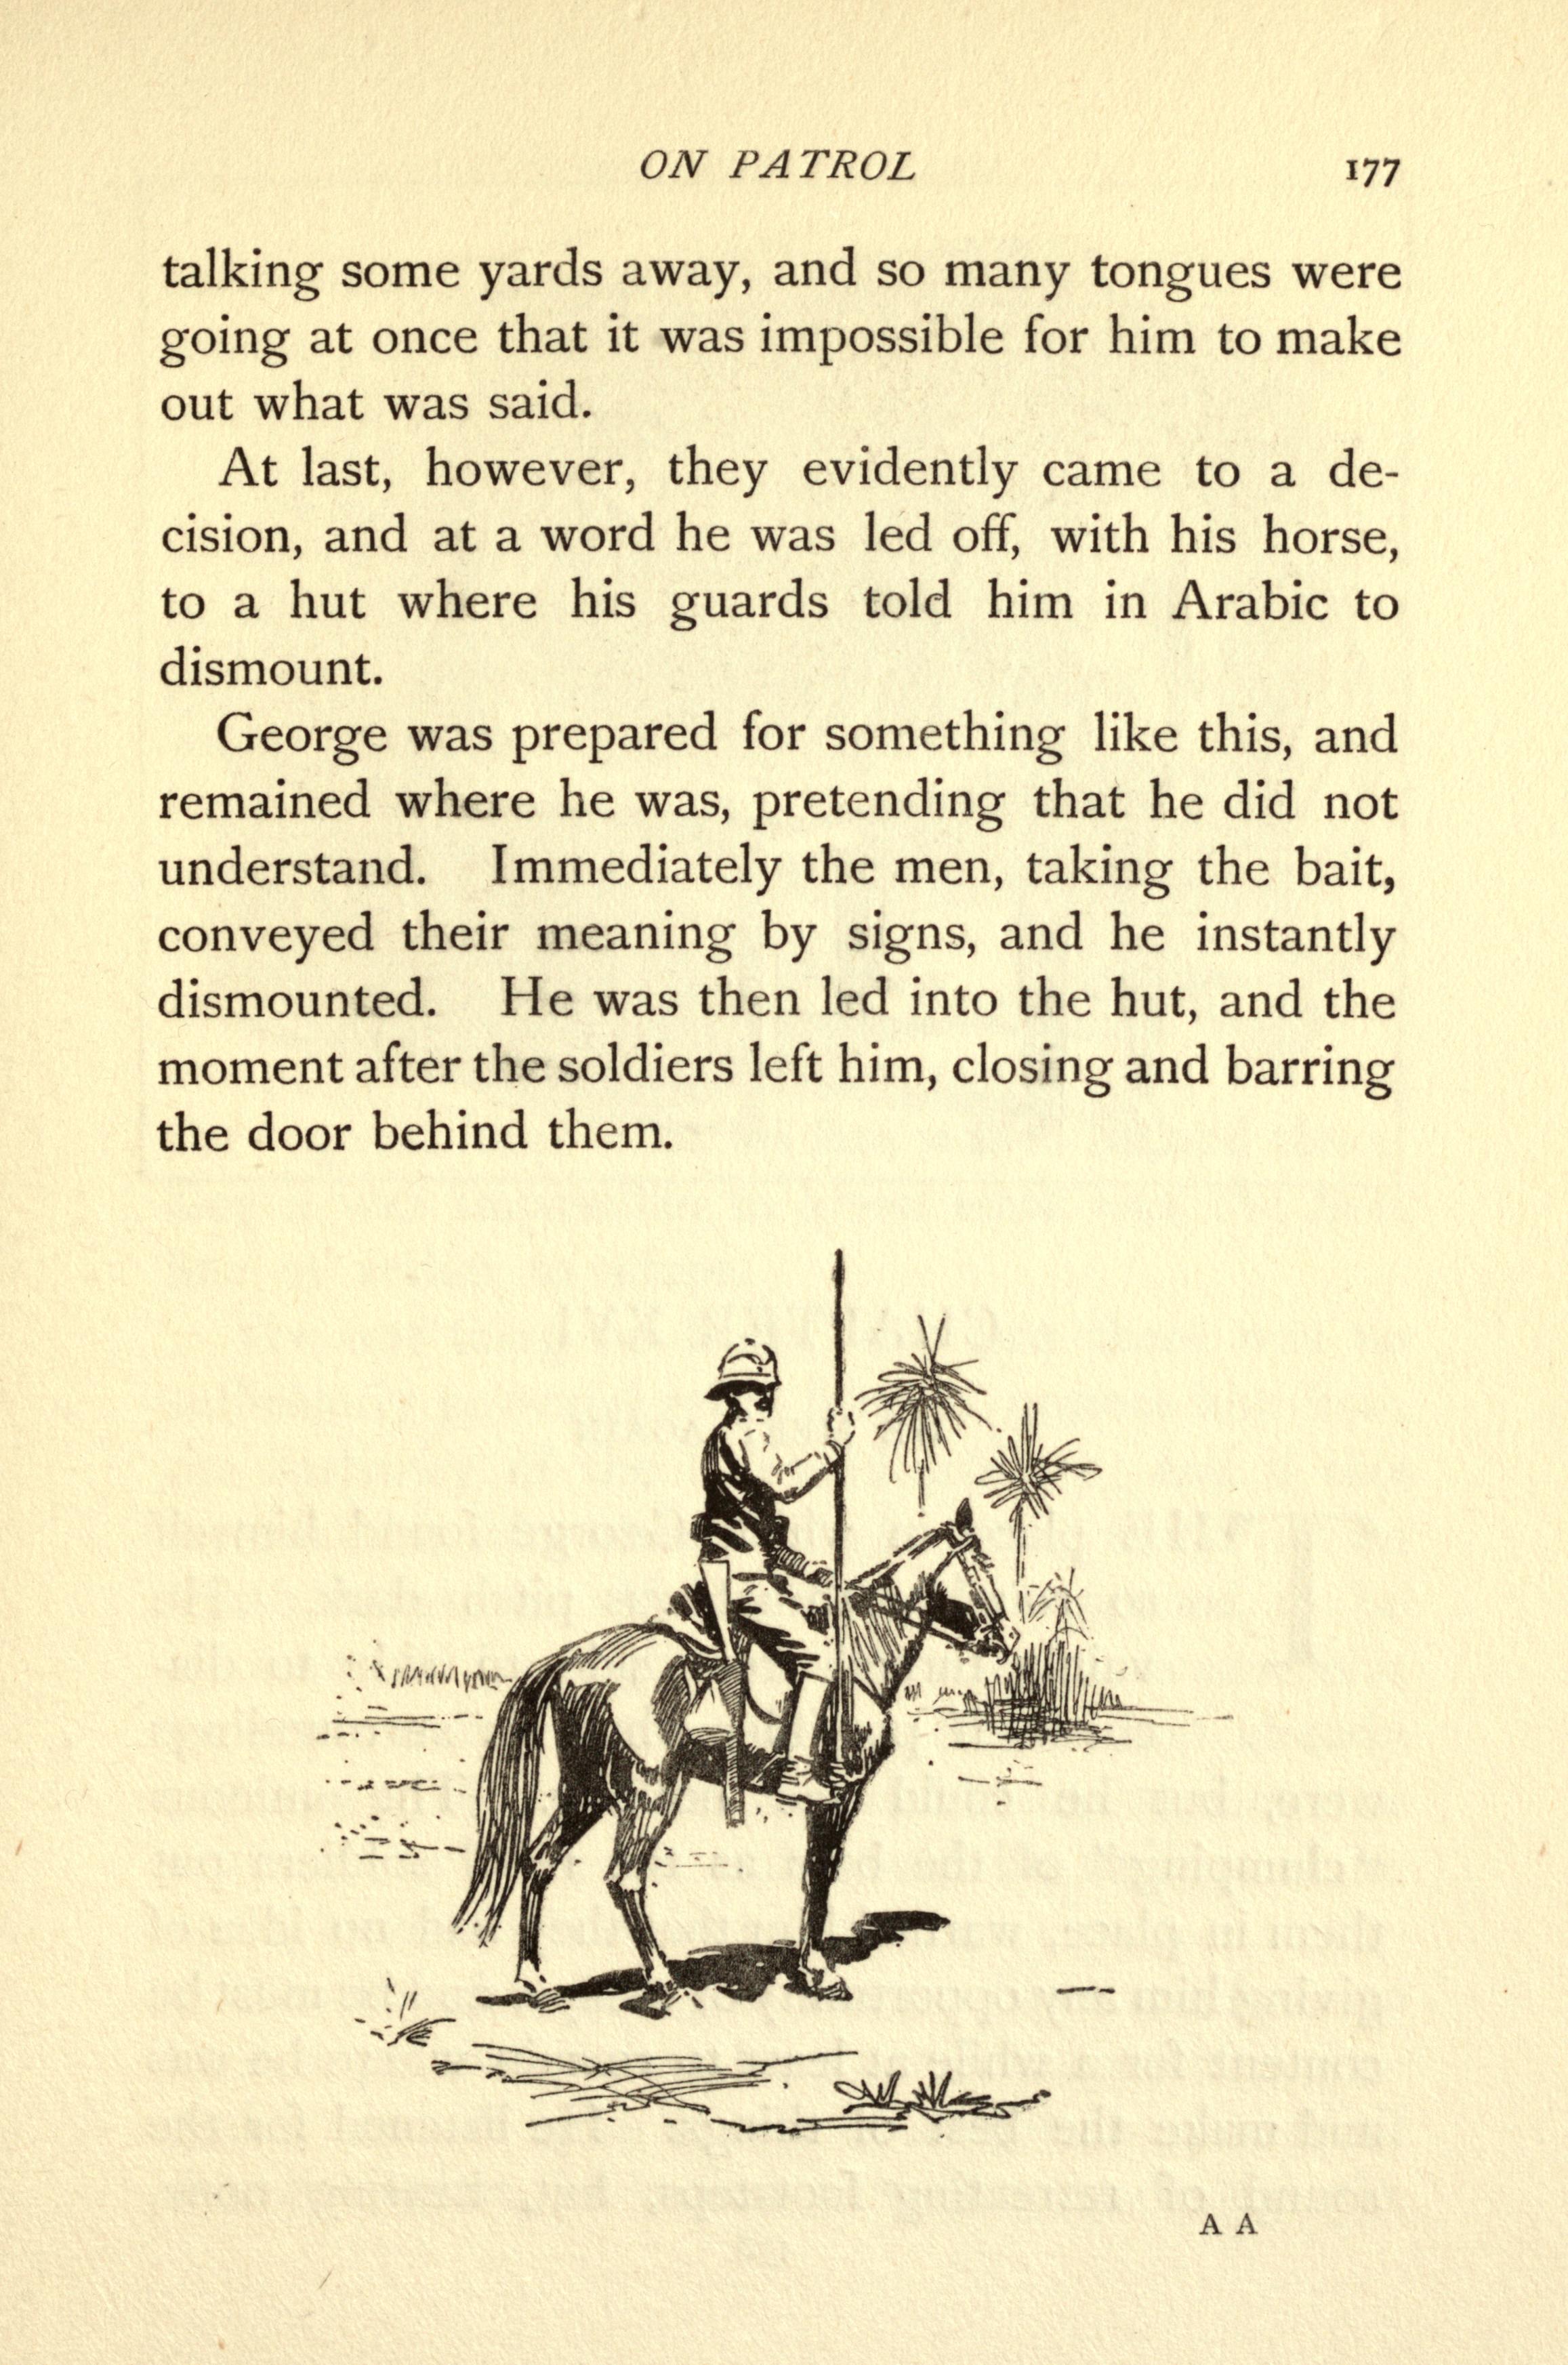 ON PATROL 177
talking some yards away, and so many tongues were
going at once that it was impossible for him to make
out what was said.
At last, however, they evidently came to a de-
cision, and at a word he was led off, with his horse,
to a hut where his guards told him in Arabic to
dismount.
George was prepared for something like this, and
remained where he was, pretending that he did not
understand. Immediately the men, taking the bait,
conveyed their meaning by signs, and he instantly
dismounted. He was then led into the hut, and the
moment after the soldiers left him, closing and barring
the door behind them.
A A